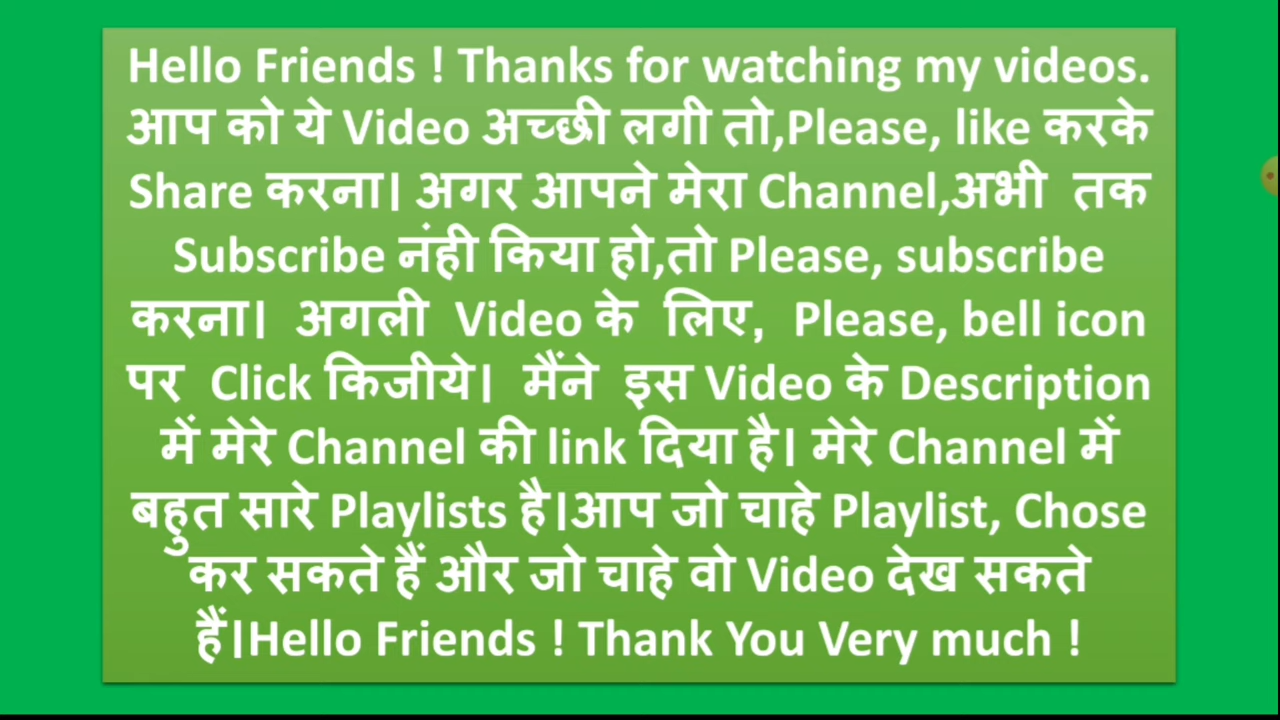 Hello Friends ! Thanks for watching my videos.
आप को ये Video अच्छी लगी तो,Please, like करके
Share करना। अगर आपने मेरा Channel,अभी तक
Subscribe नंही किया हो,तो Please, subscribe
करना। अगली Video के लिए, Please, bell icon
पर Click किजीये। मैंने इस Video के Description
में मेरे Channel की link दिया है। मेरे Channel में
बहुत सारे Playlists है।आप जो चाहे Playlist, Chose
कर सकते हैं और जो चाहे वो Video देख सकते
हैं।Hello Friends ! Thank You Very much !